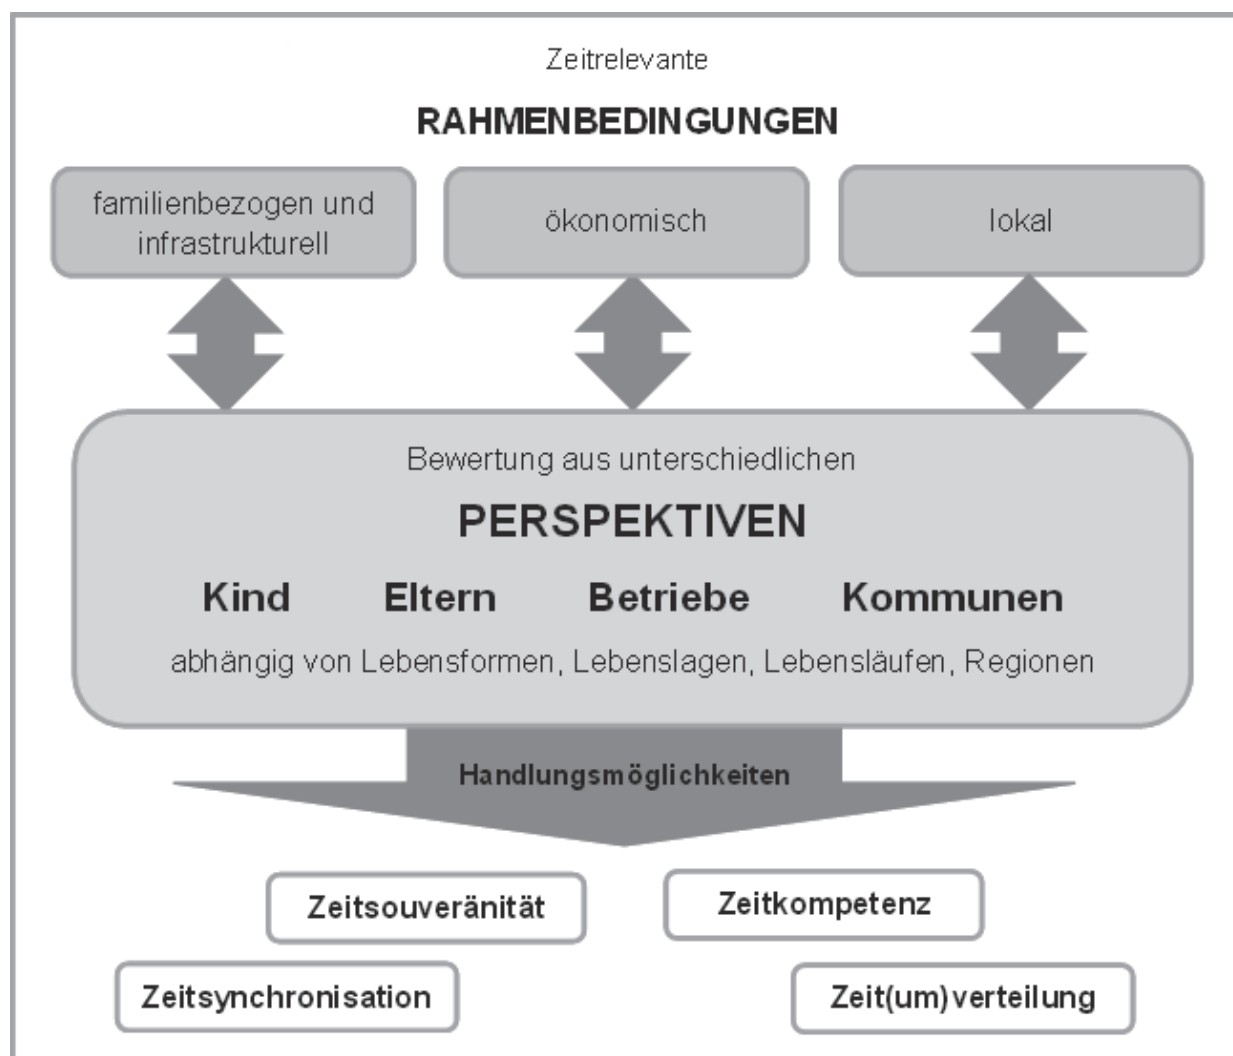 Zeitrelevante
RAHMENBEDINGUNGEN
familienbezogen und
infrastrukturell
ökonomisch
lokal
Bewertung aus unterschiedlichen
PERSPEKTIVEN
Kind Eltern Betriebe Kommunen
abhängig von Lebensformen, Lebenslagen, Lebensläufen, Regionen
Handlungsmöglichkeiten
Zeitsouveränität
Zeitkompetenz
Zeitsynchronisation
Zeit(um)verteilung